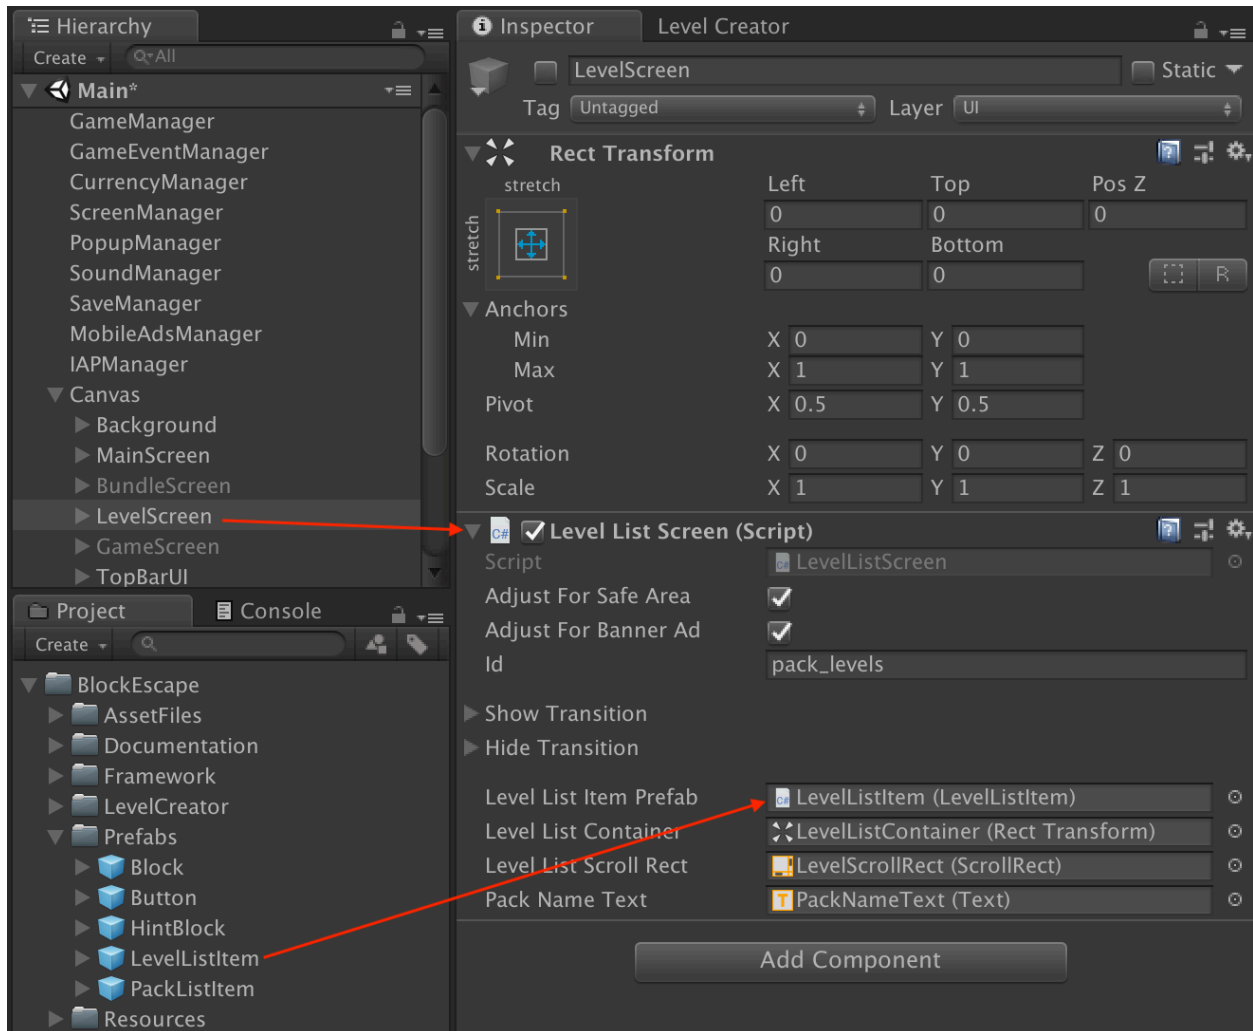 Hierarchy
Create
All
Main*
GameManager
GameEventManager
CurrencyManager
ScreenManager
PopupManager
SoundManager
SaveManager
MobileAdsManager
IAPManager
Canvas
Background
MainScreen
BundleScreen
LevelScreen
GameScreen
TopBarUI
Project Console
Create
BlockEscape
AssetFiles
Documentation
Framework
LevelCreator
Prefabs
Block
Button
HintBlock
LevelListItem
PackListItem
Resources
Inspector Level Creator
LevelScreen Static
Tag Untagged Layer UI
Rect Transform
stretch Left Top Pos Z
stretch
0 0 0
Right Bottom
0 0 R
Anchors
Min X 0 Y 0
Max X 1 Y 1
Pivot X 0.5 Y 0.5
Rotation X 0 Y 0 Z 0
Scale X 1 Y 1 Z 1
C# Level List Screen (Script)
Script C# LevelListScreen
Adjust For Safe Area
Adjust For Banner Ad
Id pack_levels
Show Transition
Hide Transition
Level List Item Prefab C# LevelListItem (LevelListItem)
Level List Container LevelListContainer (Rect Transform)
Level List Scroll Rect LevelScrollRect (ScrollRect)
Pack Name Text T PackNameText (Text)
Add Component